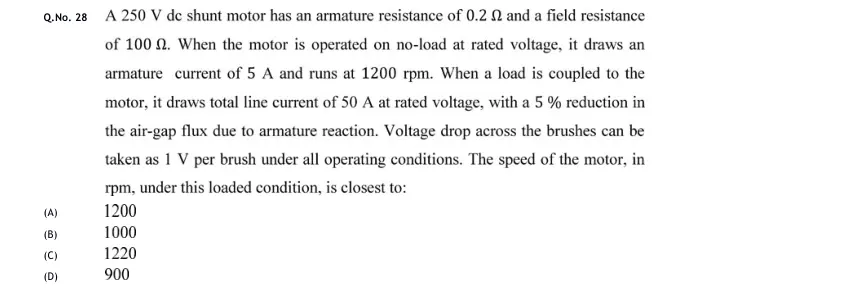 Q.No. 28 A 250 V dc shunt motor has an armature resistance of 0.2 Ω and a field resistance
of 100 Ω. When the motor is operated on no-load at rated voltage, it draws an
armature current of 5 A and runs at 1200 rpm. When a load is coupled to the
motor, it draws total line current of 50 A at rated voltage, with a 5 % reduction in
the air-gap flux due to armature reaction. Voltage drop across the brushes can be
taken as 1 V per brush under all operating conditions. The speed of the motor, in
rpm, under this loaded condition, is closest to:
(A) 1200
(B) 1000
(C) 1220
(D) 900